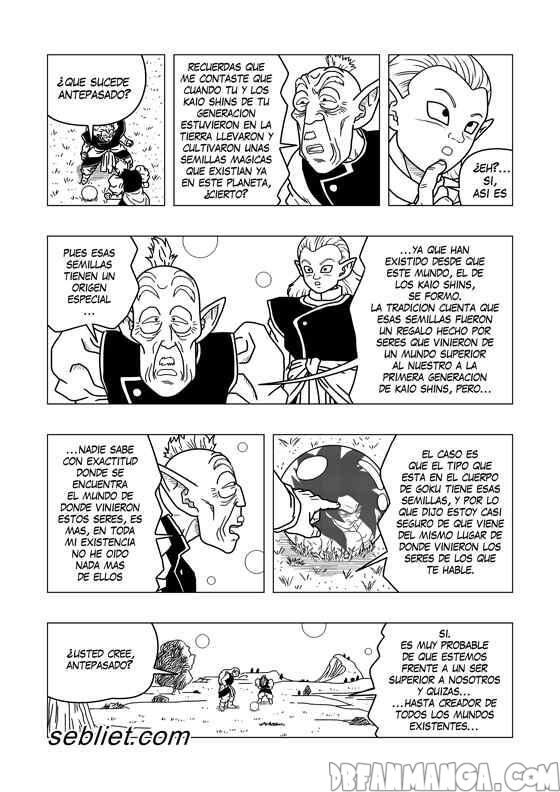 ¿QUE SUCEDE
ANTEPASADO?
RECUERDAS QUE
ME CONTASTE QUE
CUANDO TU Y LOS
KAIO SHINS DE TU
GENERACION
ESTUVIERON EN LA
TIERRA LLEVARON Y
CULTIVARON UNAS
SEMILLAS MAGICAS
QUE EXISTIAN YA
EN ESTE PLANETA,
¿CIERTO?
¿EH?...
SI,
ASI ES
PUES ESAS
SEMILLAS
TIENEN UN
ORIGEN
ESPECIAL
...
...YA QUE HAN
EXISTIDO DESDE QUE
ESTE MUNDO, EL DE
LOS KAIO SHINS,
SE FORMO.
LA TRADICION CUENTA QUE
ESAS SEMILLAS FUERON
UN REGALO HECHO POR
SERES QUE VINIERON DE
UN MUNDO SUPERIOR
AL NUESTRO A LA
PRIMERA GENERACION
DE KAIO SHINS, PERO...
...NADIE SABE
CON EXACTITUD
DONDE SE
ENCUENTRA
EL MUNDO DE
DONDE VINIERON
ESTOS SERES, ES
MAS, EN TODA
MI EXISTENCIA
NO HE OIDO
NADA MAS
DE ELLOS
EL CASO ES
QUE EL TIPO QUE
ESTA EN EL CUERPO
DE GOKU TIENE ESAS
SEMILLAS, Y POR LO
QUE DIJO ESTOY CASI
SEGURO DE QUE VIENE
DEL MISMO LUGAR DE
DONDE VINIERON LOS
SERES DE LOS QUE
TE HABLE.
¿USTED CREE,
ANTEPASADO?
SI.
ES MUY PROBABLE
DE QUE ESTEMOS
FRENTE A UN SER
SUPERIOR A NOSOTROS
Y QUIZAS...
...HASTA CREADOR DE
TODOS LOS MUNDOS
EXISTENTES...
sebliet.com
DBFANMANGA.COM